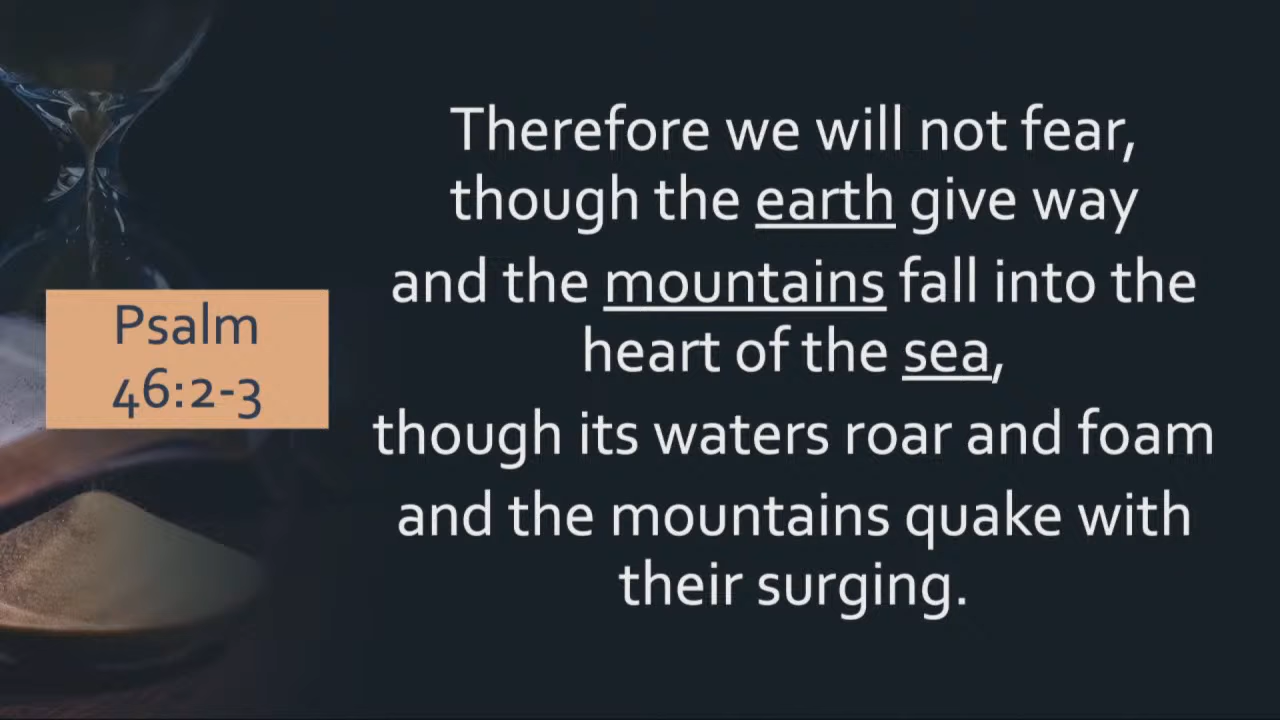 Therefore we will not fear,
though the earth give way
and the mountains fall into the
heart of the sea,
though its waters roar and foam
and the mountains quake with
their surging.
Psalm
46:2-3